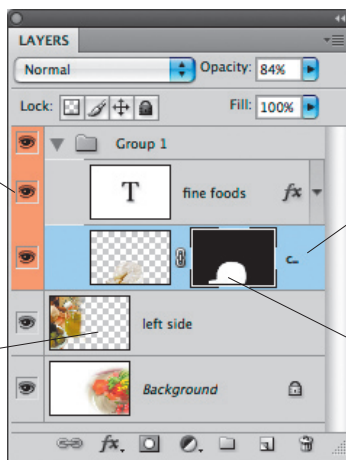 LAYERS
Normal Opacity: 84%
Lock: Fill: 100%
Group 1
T fine foods fx
c...
left side
Background
fx.